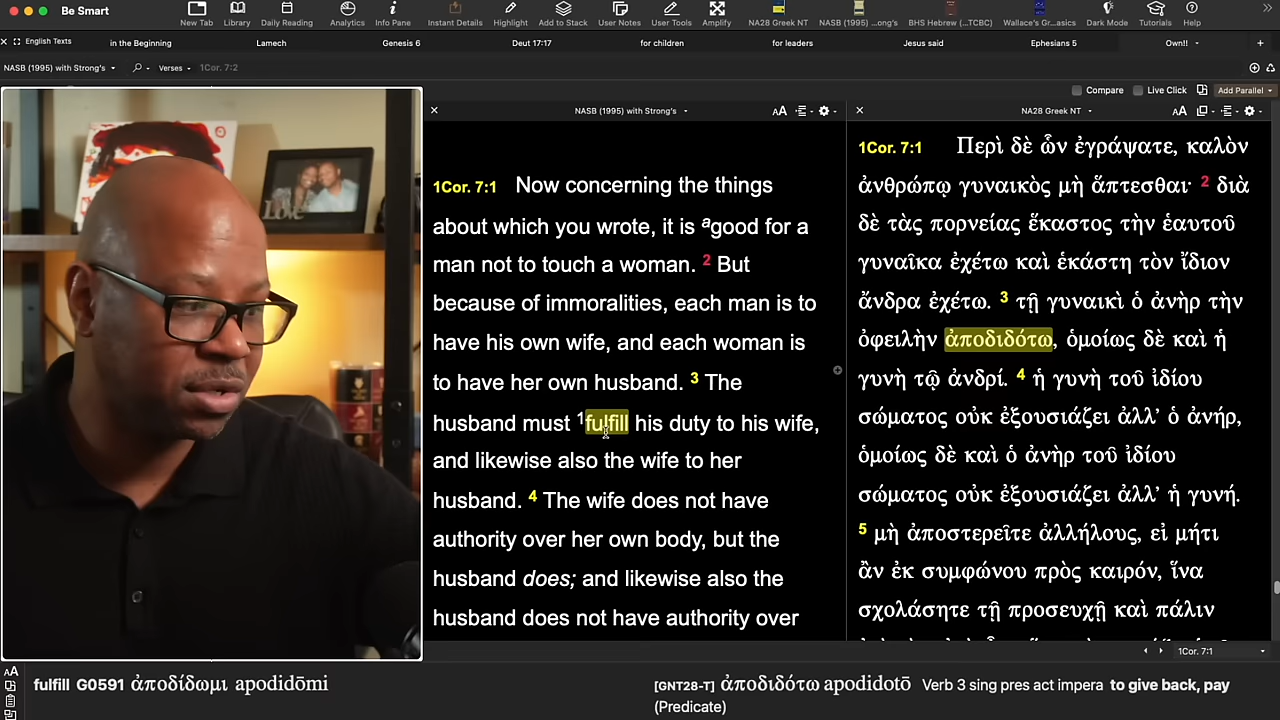 Be Smart
New Tab Library Daily Reading Analytics Info Pane Instant Details Highlight Add to Stack User Notes User Tools Amplify NA28 Greek NT NASB (1995) ...ong's BHS Hebrew (...TCBC) Wallace's Gr...asics Dark Mode Tutorials Help
English Texts in the Beginning Lamech Genesis 6 Deut 17:17 for children for leaders Jesus said Ephesians 5 Own!!
NASB (1995) with Strong's Verses 1Cor. 7:2
Compare Live Click Add Parallel
NASB (1995) with Strong's
1Cor. 7:1 Now concerning the things
about which you wrote, it is ᵃgood for a
man not to touch a woman. 2 But
because of immoralities, each man is to
have his own wife, and each woman is
to have her own husband. 3 The
husband must ¹fulfill his duty to his wife,
and likewise also the wife to her
husband. 4 The wife does not have
authority over her own body, but the
husband does; and likewise also the
husband does not have authority over
NA28 Greek NT
1Cor. 7:1 Περὶ δὲ ὧν ἐγράψατε, καλὸν
ἀνθρώπῳ γυναικὸς μὴ ἅπτεσθαι· 2 διὰ
δὲ τὰς πορνείας ἕκαστος τὴν ἑαυτοῦ
γυναῖκα ἐχέτω καὶ ἑκάστη τὸν ἴδιον
ἄνδρα ἐχέτω. 3 τῇ γυναικὶ ὁ ἀνὴρ τὴν
ὀφειλὴν ἀποδιδότω, ὁμοίως δὲ καὶ ἡ
γυνὴ τῷ ἀνδρί. 4 ἡ γυνὴ τοῦ ἰδίου
σώματος οὐκ ἐξουσιάζει ἀλλ’ ὁ ἀνήρ,
ὁμοίως δὲ καὶ ὁ ἀνὴρ τοῦ ἰδίου
σώματος οὐκ ἐξουσιάζει ἀλλ’ ἡ γυνή.
5 μὴ ἀποστερεῖτε ἀλλήλους, εἰ μήτι
ἂν ἐκ συμφώνου πρὸς καιρόν, ἵνα
σχολάσητε τῇ προσευχῇ καὶ πάλιν
1Cor. 7:1
Love
fulfill G0591 ἀποδίδωμι apodidōmi
[GNT28-T] ἀποδιδότω apodidotō Verb 3 sing pres act impera to give back, pay
(Predicate)